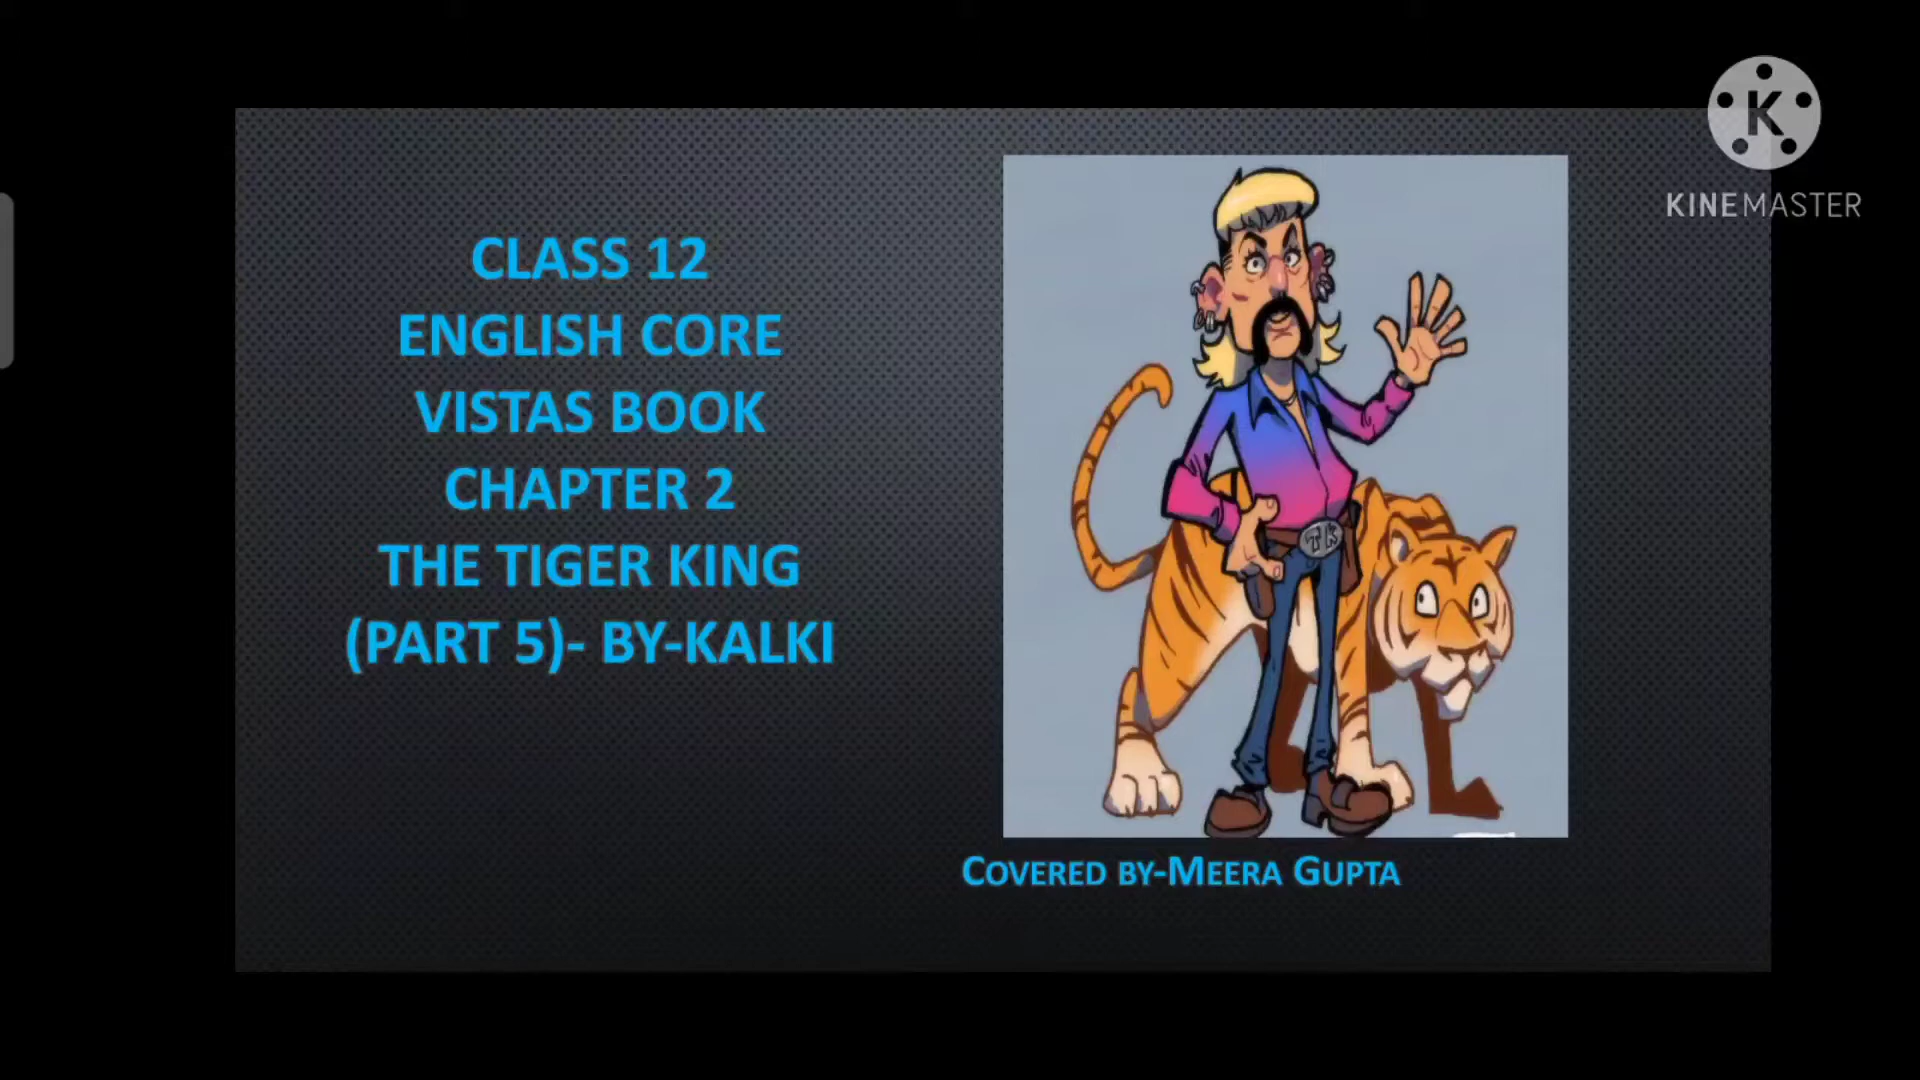 CLASS 12
ENGLISH CORE
VISTAS BOOK
CHAPTER 2
THE TIGER KING
(PART 5)- BY-KALKI
K
KINEMASTER
TK
COVERED BY-MEERA GUPTA